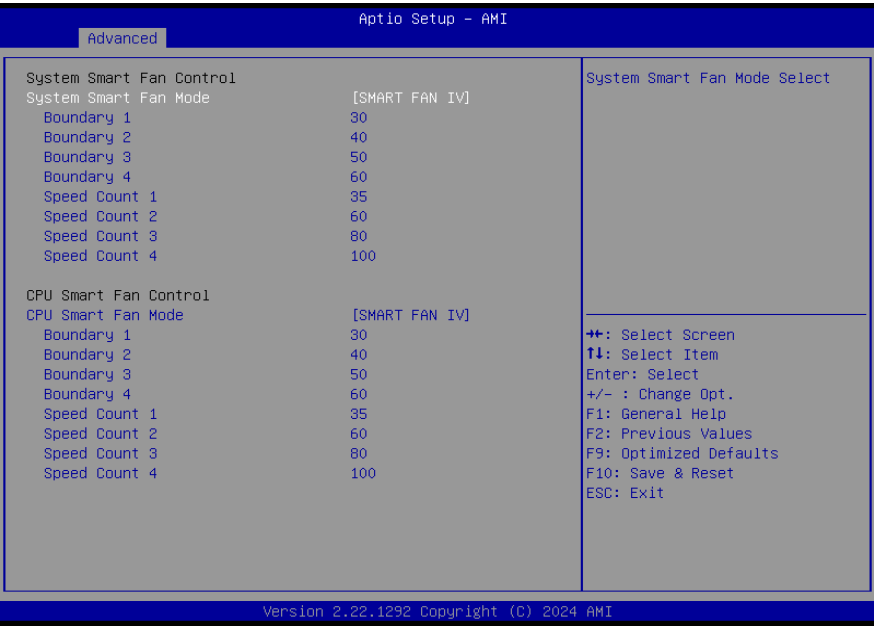 Aptio Setup – AMI
Advanced
System Smart Fan Control
System Smart Fan Mode [SMART FAN IV]
Boundary 1 30
Boundary 2 40
Boundary 3 50
Boundary 4 60
Speed Count 1 35
Speed Count 2 60
Speed Count 3 80
Speed Count 4 100
CPU Smart Fan Control
CPU Smart Fan Mode [SMART FAN IV]
Boundary 1 30
Boundary 2 40
Boundary 3 50
Boundary 4 60
Speed Count 1 35
Speed Count 2 60
Speed Count 3 80
Speed Count 4 100
System Smart Fan Mode Select
→←: Select Screen
↑↓: Select Item
Enter: Select
+/- : Change Opt.
F1: General Help
F2: Previous Values
F9: Optimized Defaults
F10: Save & Reset
ESC: Exit
Version 2.22.1292 Copyright (C) 2024 AMI